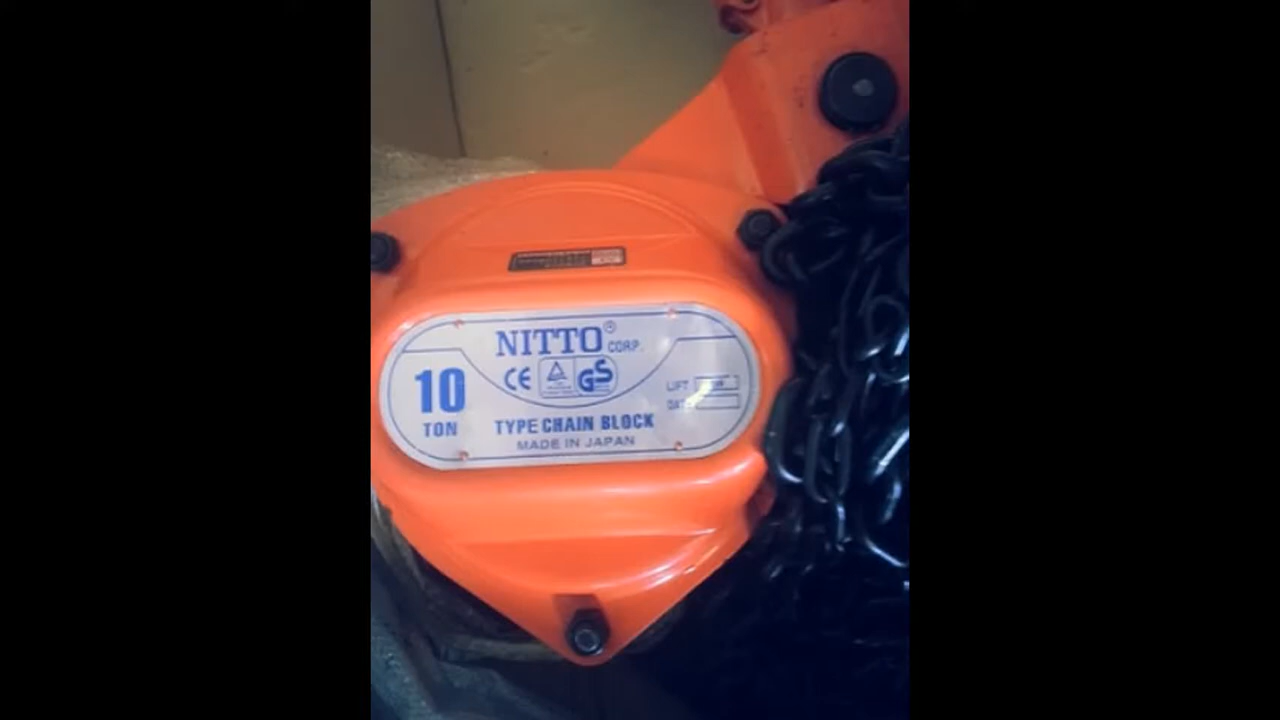 NITTO® CORP.
10 TON
CE GS
LIFT
DATE
TYPE CHAIN BLOCK
MADE IN JAPAN